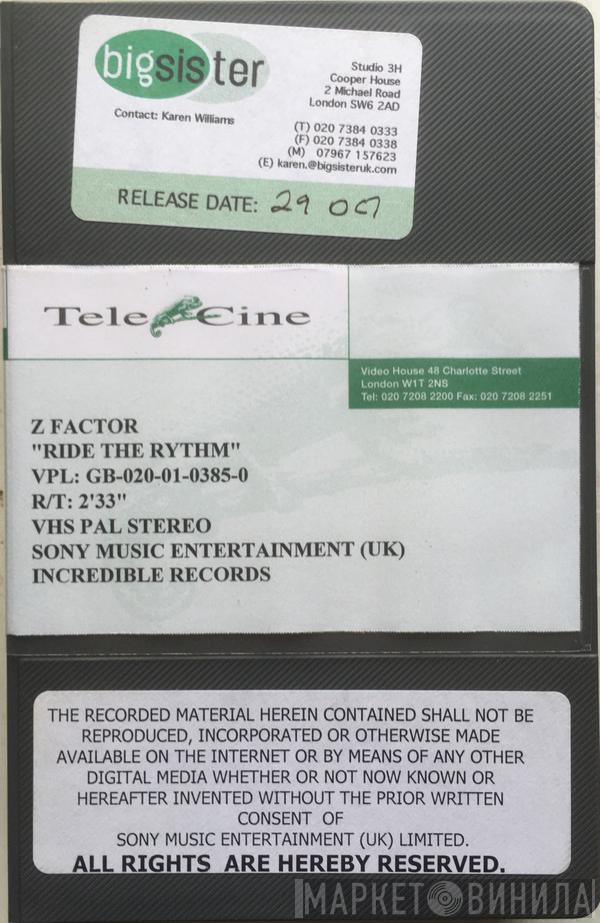 bigsister
Studio 3H
Cooper House
2 Michael Road
London SW6 2AD
Contact: Karen Williams
(T) 020 7384 0333
(F) 020 7384 0338
(M) 07967 157623
(E) karen.@bigsisteruk.com
RELEASE DATE: 29 OCT
Tele Cine
Video House 48 Charlotte Street
London W1T 2NS
Tel: 020 7208 2200 Fax: 020 7208 2251
Z FACTOR
"RIDE THE RYTHM"
VPL: GB-020-01-0385-0
R/T: 2'33"
VHS PAL STEREO
SONY MUSIC ENTERTAINMENT (UK)
INCREDIBLE RECORDS
THE RECORDED MATERIAL HEREIN CONTAINED SHALL NOT BE
REPRODUCED, INCORPORATED OR OTHERWISE MADE
AVAILABLE ON THE INTERNET OR BY MEANS OF ANY OTHER
DIGITAL MEDIA WHETHER OR NOT NOW KNOWN OR
HEREAFTER INVENTED WITHOUT THE PRIOR WRITTEN
CONSENT OF
SONY MUSIC ENTERTAINMENT (UK) LIMITED.
ALL RIGHTS ARE HEREBY RESERVED.
МАРКЕТ ВИНИЛА